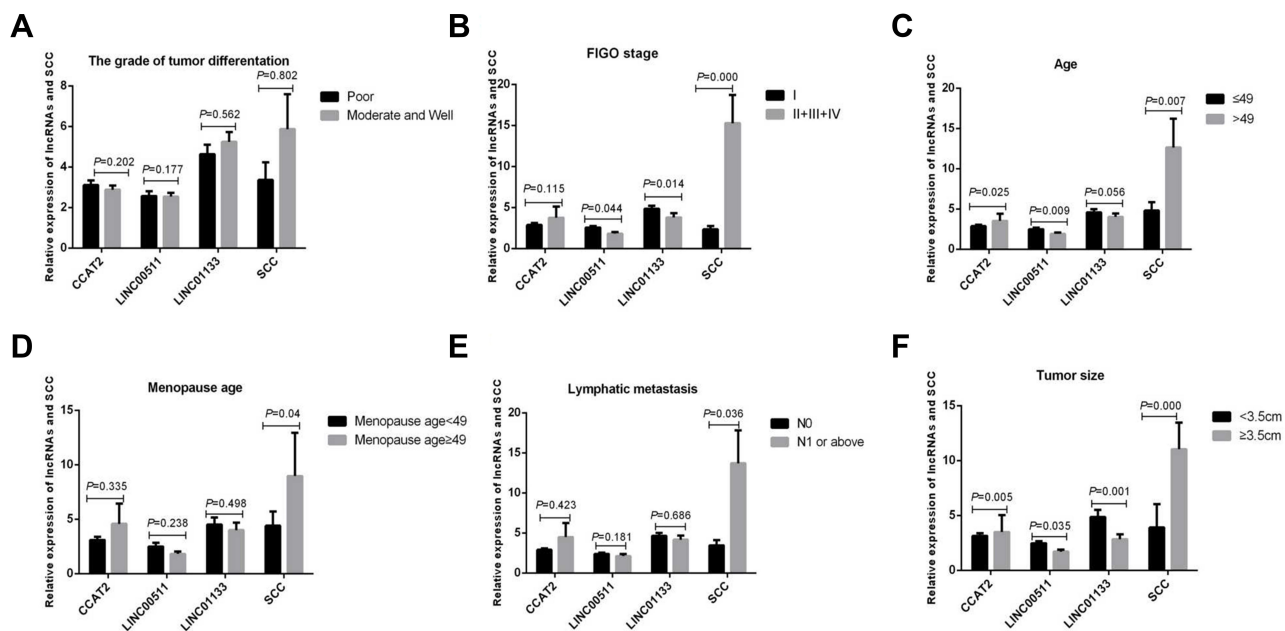 A
The grade of tumor differentation
Relative expression of lncRNAs and SCC
8
6
4
2
0
P=0.202
P=0.177
P=0.562
P=0.802
Poor
Moderate and Well
CCAT2
LINC00511
LINC01133
SCC
B
FIGO stage
Relative expression of lncRNAs and SCC
20
15
10
5
0
P=0.115
P=0.044
P=0.014
P=0.000
I
II+III+IV
CCAT2
LINC00511
LINC01133
SCC
C
Age
Relative expression of lncRNAs and SCC
20
15
10
5
0
P=0.025
P=0.009
P=0.056
P=0.007
≤49
>49
CCAT2
LINC00511
LINC01133
SCC
D
Menopause age
Relative expression of lncRNAs and SCC
15
10
5
0
P=0.335
P=0.238
P=0.498
P=0.04
Menopause age<49
Menopause age≥49
CCAT2
LINC00511
LINC01133
SCC
E
Lymphatic metastasis
Relative expression of lncRNAs and SCC
20
15
10
5
0
P=0.423
P=0.181
P=0.686
P=0.036
N0
N1 or above
CCAT2
LINC00511
LINC01133
SCC
F
Tumor size
Relative expression of lncRNAs and SCC
15
10
5
0
P=0.005
P=0.035
P=0.001
P=0.000
<3.5cm
≥3.5cm
CCAT2
LINC00511
LINC01133
SCC